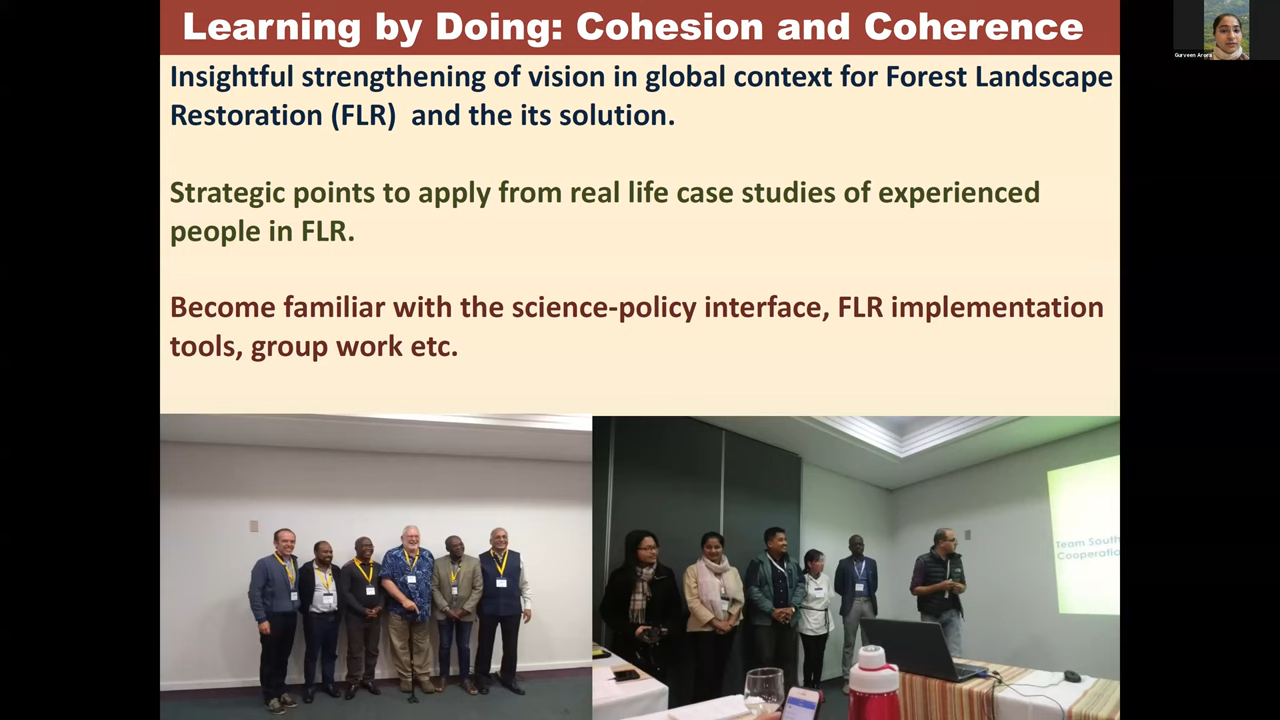 Learning by Doing: Cohesion and Coherence
Gurveen Arora
Insightful strengthening of vision in global context for Forest Landscape
Restoration (FLR) and the its solution.
Strategic points to apply from real life case studies of experienced
people in FLR.
Become familiar with the science-policy interface, FLR implementation
tools, group work etc.
Team South
Cooperatio